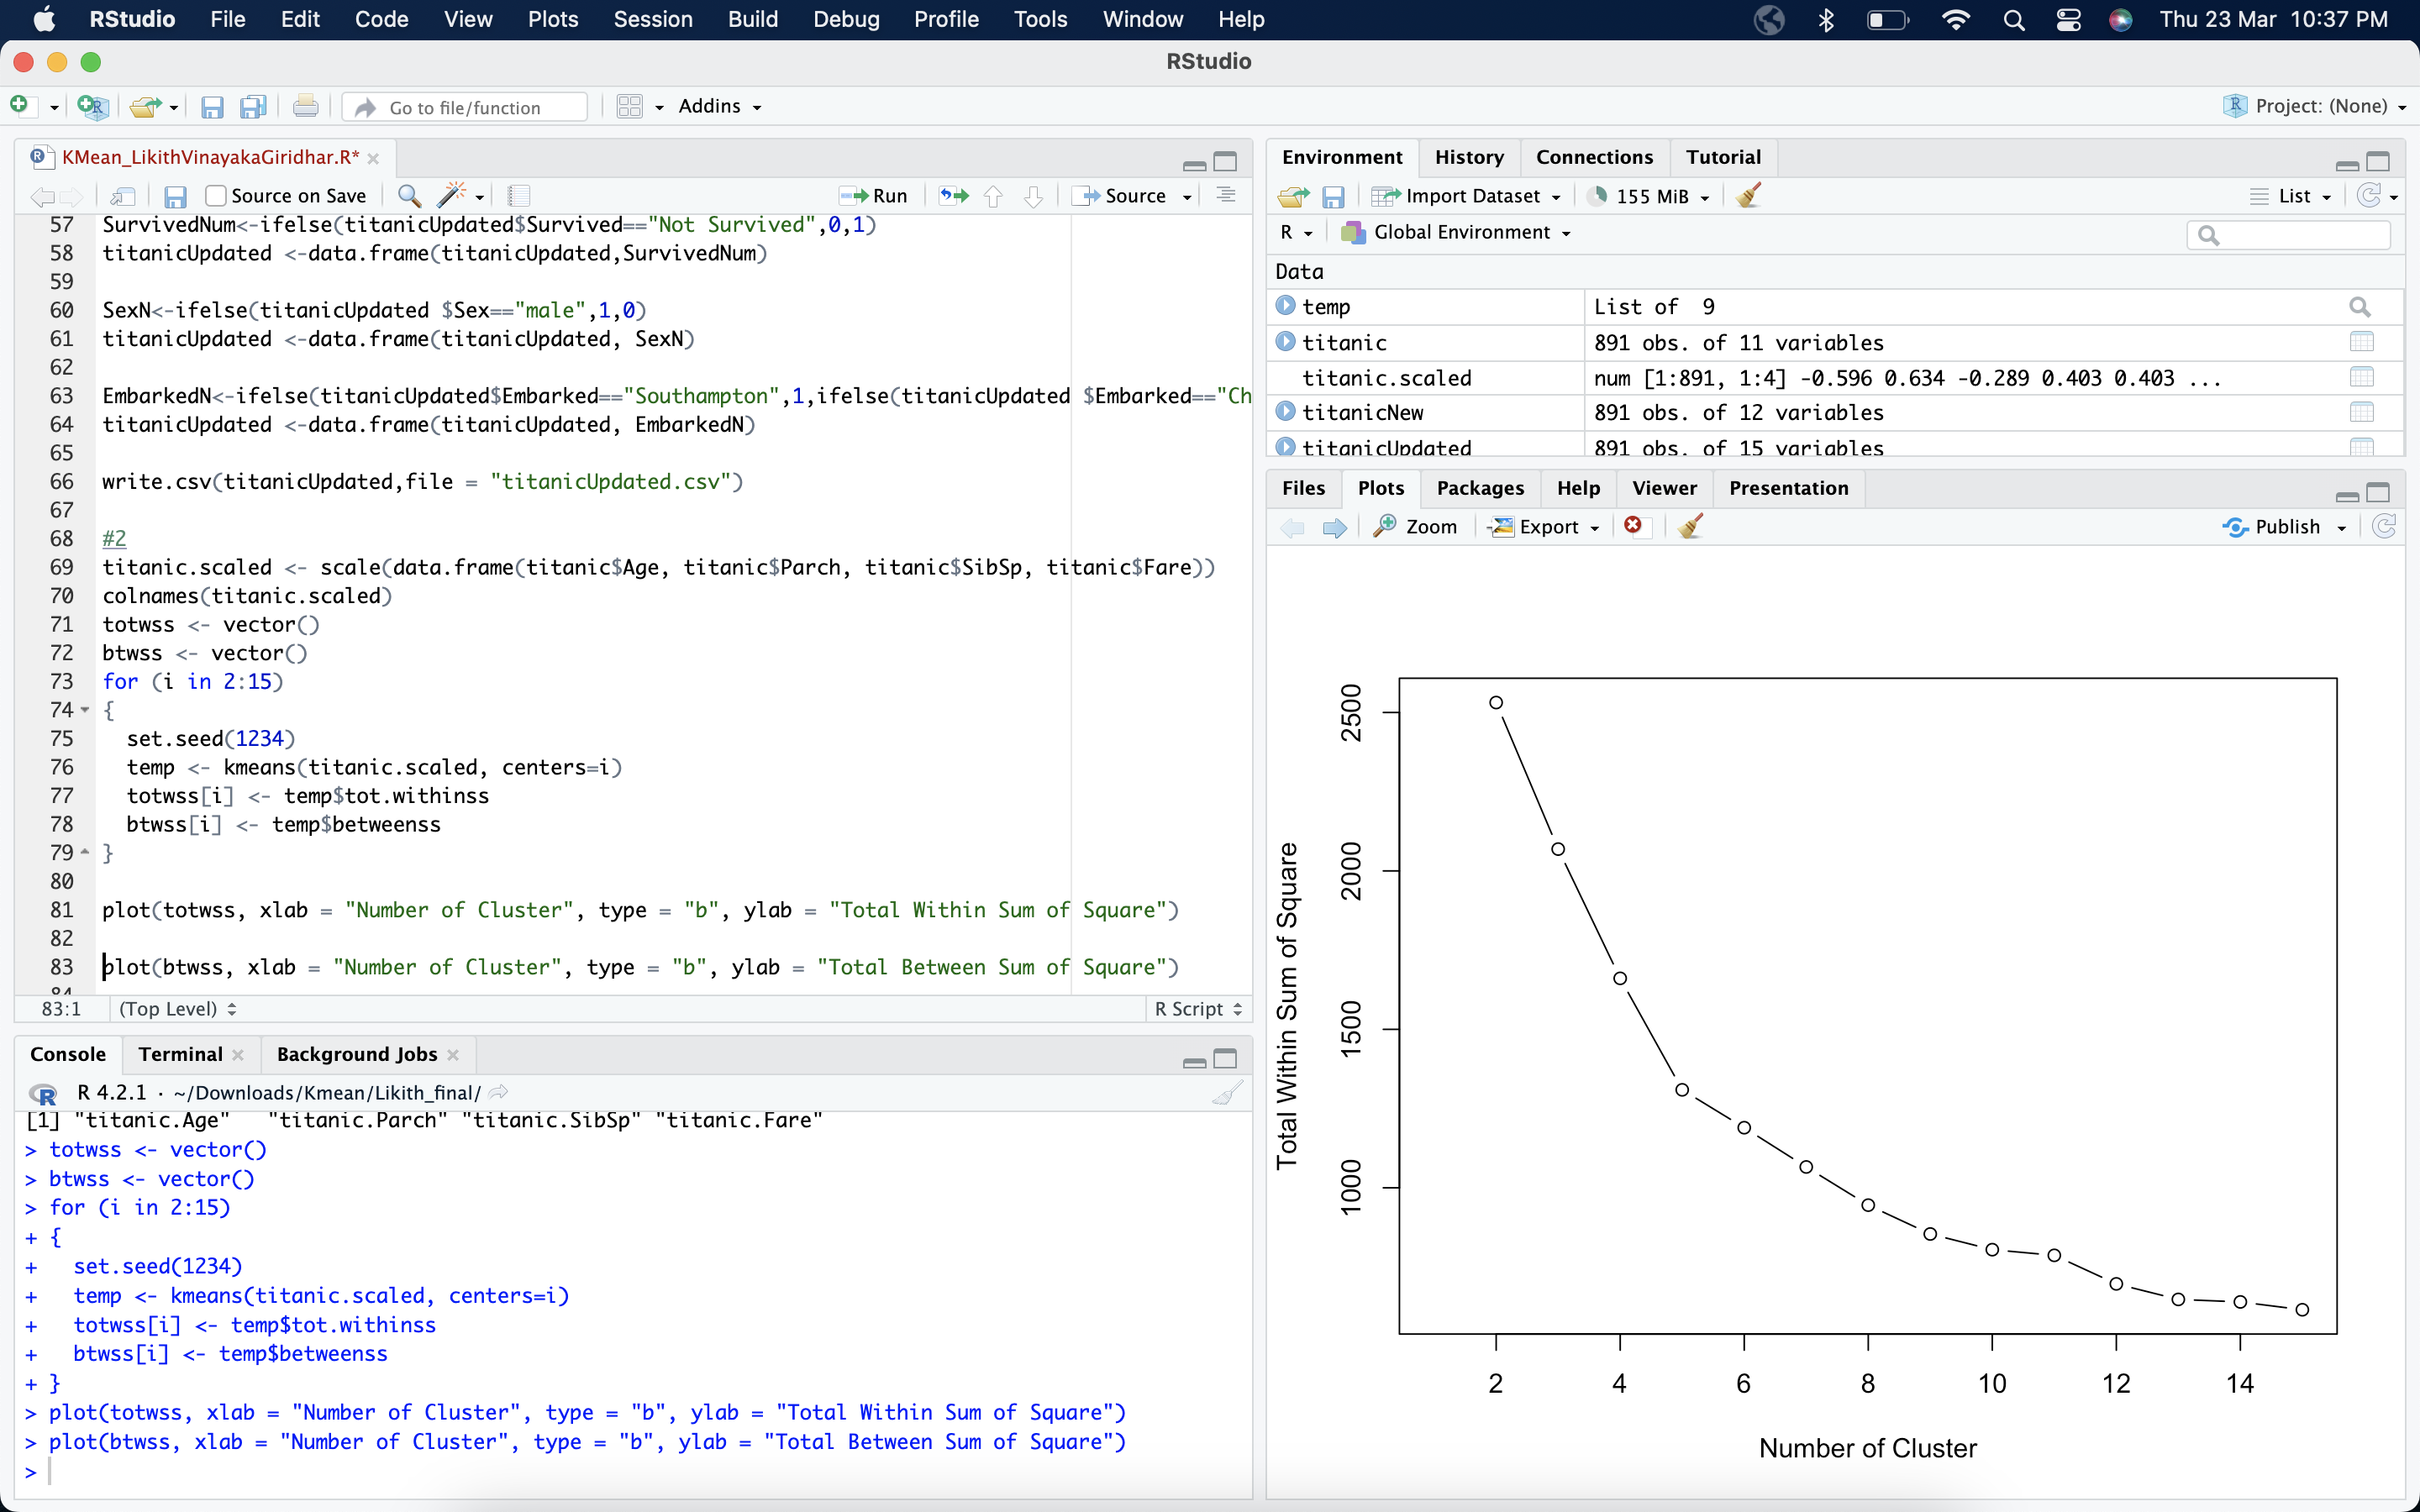 RStudio File Edit Code View Plots Session Build Debug Profile Tools Window Help Thu 23 Mar 10:37 PM
RStudio
Go to file/function Addins Project: (None)
KMean_LikithVinayakaGiridhar.R*
Source on Save Run Source
57 SurvivedNum<-ifelse(titanicUpdated$Survived=="Not Survived",0,1)
58 titanicUpdated <-data.frame(titanicUpdated,SurvivedNum)
59
60 SexN<-ifelse(titanicUpdated $Sex=="male",1,0)
61 titanicUpdated <-data.frame(titanicUpdated, SexN)
62
63 EmbarkedN<-ifelse(titanicUpdated$Embarked=="Southampton",1,ifelse(titanicUpdated $Embarked=="Ch
64 titanicUpdated <-data.frame(titanicUpdated, EmbarkedN)
65
66 write.csv(titanicUpdated,file = "titanicUpdated.csv")
67
68 #2
69 titanic.scaled <- scale(data.frame(titanic$Age, titanic$Parch, titanic$SibSp, titanic$Fare))
70 colnames(titanic.scaled)
71 totwss <- vector()
72 btwss <- vector()
73 for (i in 2:15)
74 {
75 set.seed(1234)
76 temp <- kmeans(titanic.scaled, centers=i)
77 totwss[i] <- temp$tot.withinss
78 btwss[i] <- temp$betweenss
79 }
80
81 plot(totwss, xlab = "Number of Cluster", type = "b", ylab = "Total Within Sum of Square")
82
83 plot(btwss, xlab = "Number of Cluster", type = "b", ylab = "Total Between Sum of Square")
84
83:1 (Top Level) R Script
Console Terminal Background Jobs
R 4.2.1 · ~/Downloads/Kmean/Likith_final/
[1] "titanic.Age" "titanic.Parch" "titanic.SibSp" "titanic.Fare"
> totwss <- vector()
> btwss <- vector()
> for (i in 2:15)
+ {
+ set.seed(1234)
+ temp <- kmeans(titanic.scaled, centers=i)
+ totwss[i] <- temp$tot.withinss
+ btwss[i] <- temp$betweenss
+ }
> plot(totwss, xlab = "Number of Cluster", type = "b", ylab = "Total Within Sum of Square")
> plot(btwss, xlab = "Number of Cluster", type = "b", ylab = "Total Between Sum of Square")
>
Environment History Connections Tutorial
Import Dataset 155 MiB List
R Global Environment
Data
temp List of 9
titanic 891 obs. of 11 variables
titanic.scaled num [1:891, 1:4] -0.596 0.634 -0.289 0.403 0.403 ...
titanicNew 891 obs. of 12 variables
titanicUpdated 891 obs. of 15 variables
Files Plots Packages Help Viewer Presentation
Zoom Export Publish
Total Within Sum of Square
2500
2000
1500
1000
2 4 6 8 10 12 14
Number of Cluster